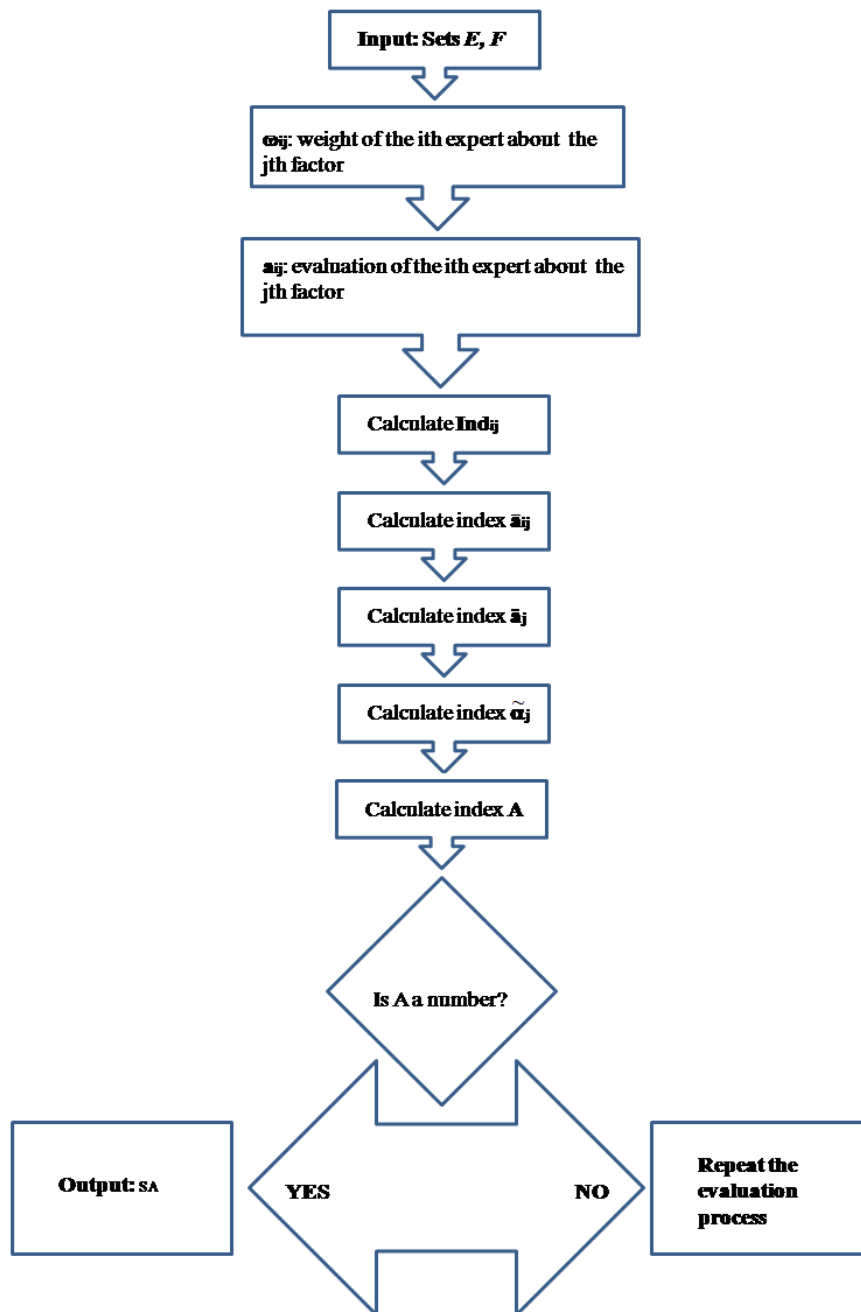 Input: Sets E, F
ϖij: weight of the ith expert about the
jth factor
aij: evaluation of the ith expert about the
jth factor
Calculate Indij
Calculate index āij
Calculate index āj
Calculate index α̃j
Calculate index A
Is A a number?
Output: SA
YES
NO
Repeat the
evaluation
process